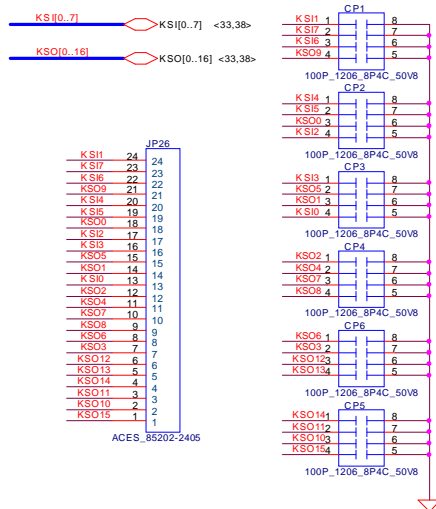 KSI[0..7]
KSI[0..7] <33,38>
KSO[0..16]
KSO[0..16] <33,38>
JP26
KSI1 24 24
KSI7 23 23
KSI6 22 22
KSO9 21 21
KSI4 20 20
KSI5 19 19
KSO0 18 18
KSI2 17 17
KSI3 16 16
KSO5 15 15
KSO1 14 14
KSI0 13 13
KSO2 12 12
KSO4 11 11
KSO7 10 10
KSO8 9 9
KSO6 8 8
KSO3 7 7
KSO12 6 6
KSO13 5 5
KSO14 4 4
KSO11 3 3
KSO10 2 2
KSO15 1 1
ACES_85202-2405
CP1
KSI1 1 8
KSI7 2 7
KSI6 3 6
KSO9 4 5
100P_1206_8P4C_50V8
CP2
KSI4 1 8
KSI5 2 7
KSO0 3 6
KSI2 4 5
100P_1206_8P4C_50V8
CP3
KSI3 1 8
KSO5 2 7
KSO1 3 6
KSI0 4 5
100P_1206_8P4C_50V8
CP4
KSO2 1 8
KSO4 2 7
KSO7 3 6
KSO8 4 5
100P_1206_8P4C_50V8
CP6
KSO6 1 8
KSO3 2 7
KSO12 3 6
KSO13 4 5
100P_1206_8P4C_50V8
CP5
KSO14 1 8
KSO11 2 7
KSO10 3 6
KSO15 4 5
100P_1206_8P4C_50V8